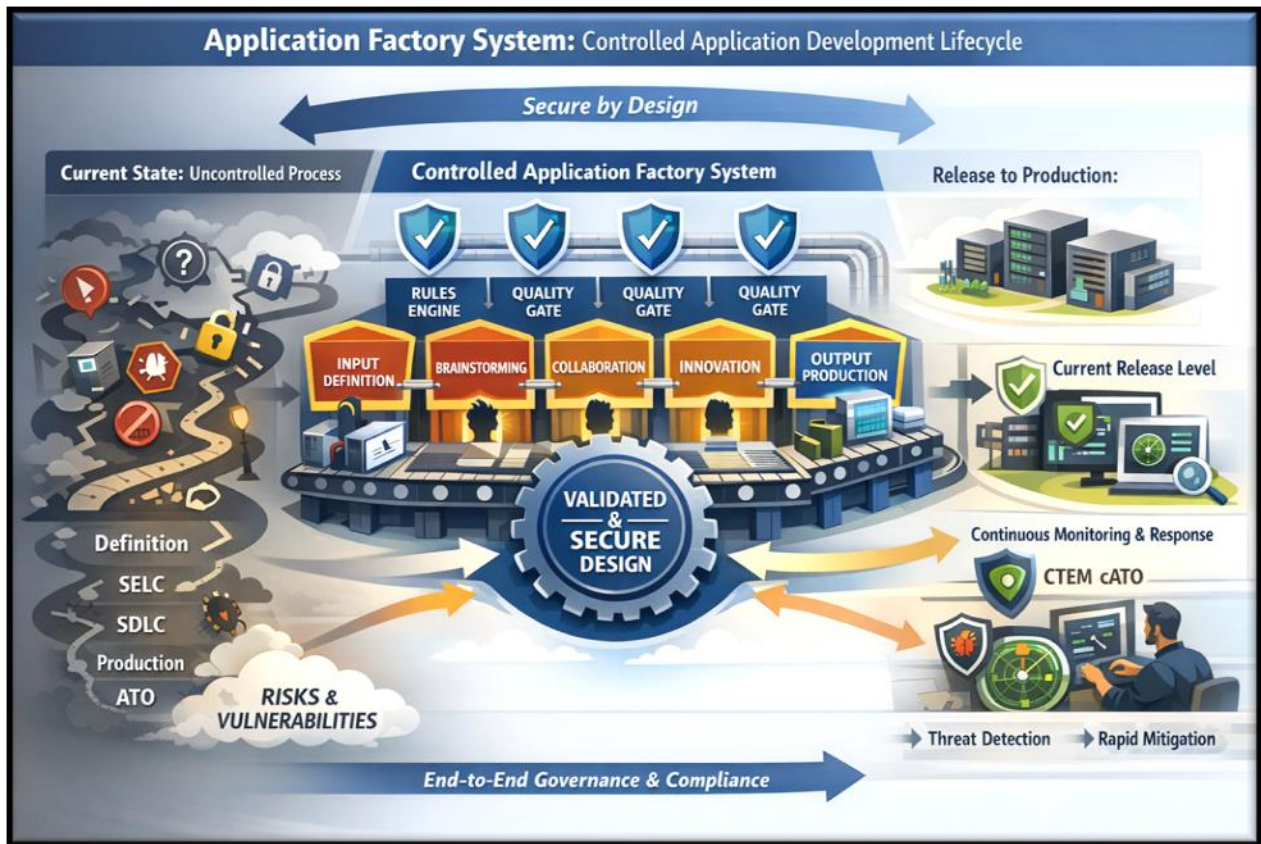 Application Factory System: Controlled Application Development Lifecycle
Secure by Design
Current State: Uncontrolled Process
Controlled Application Factory System
Release to Production:
?
RULES
ENGINE
QUALITY
GATE
QUALITY
GATE
QUALITY
GATE
INPUT
DEFINITION
BRAINSTORMING
COLLABORATION
INNOVATION
OUTPUT
PRODUCTION
VALIDATED
&
SECURE
DESIGN
Definition
SELC
SDLC
Production
ATO
RISKS &
VULNERABILITIES
Current Release Level
Continuous Monitoring & Response
CTEM cATO
Threat Detection
Rapid Mitigation
End-to-End Governance & Compliance